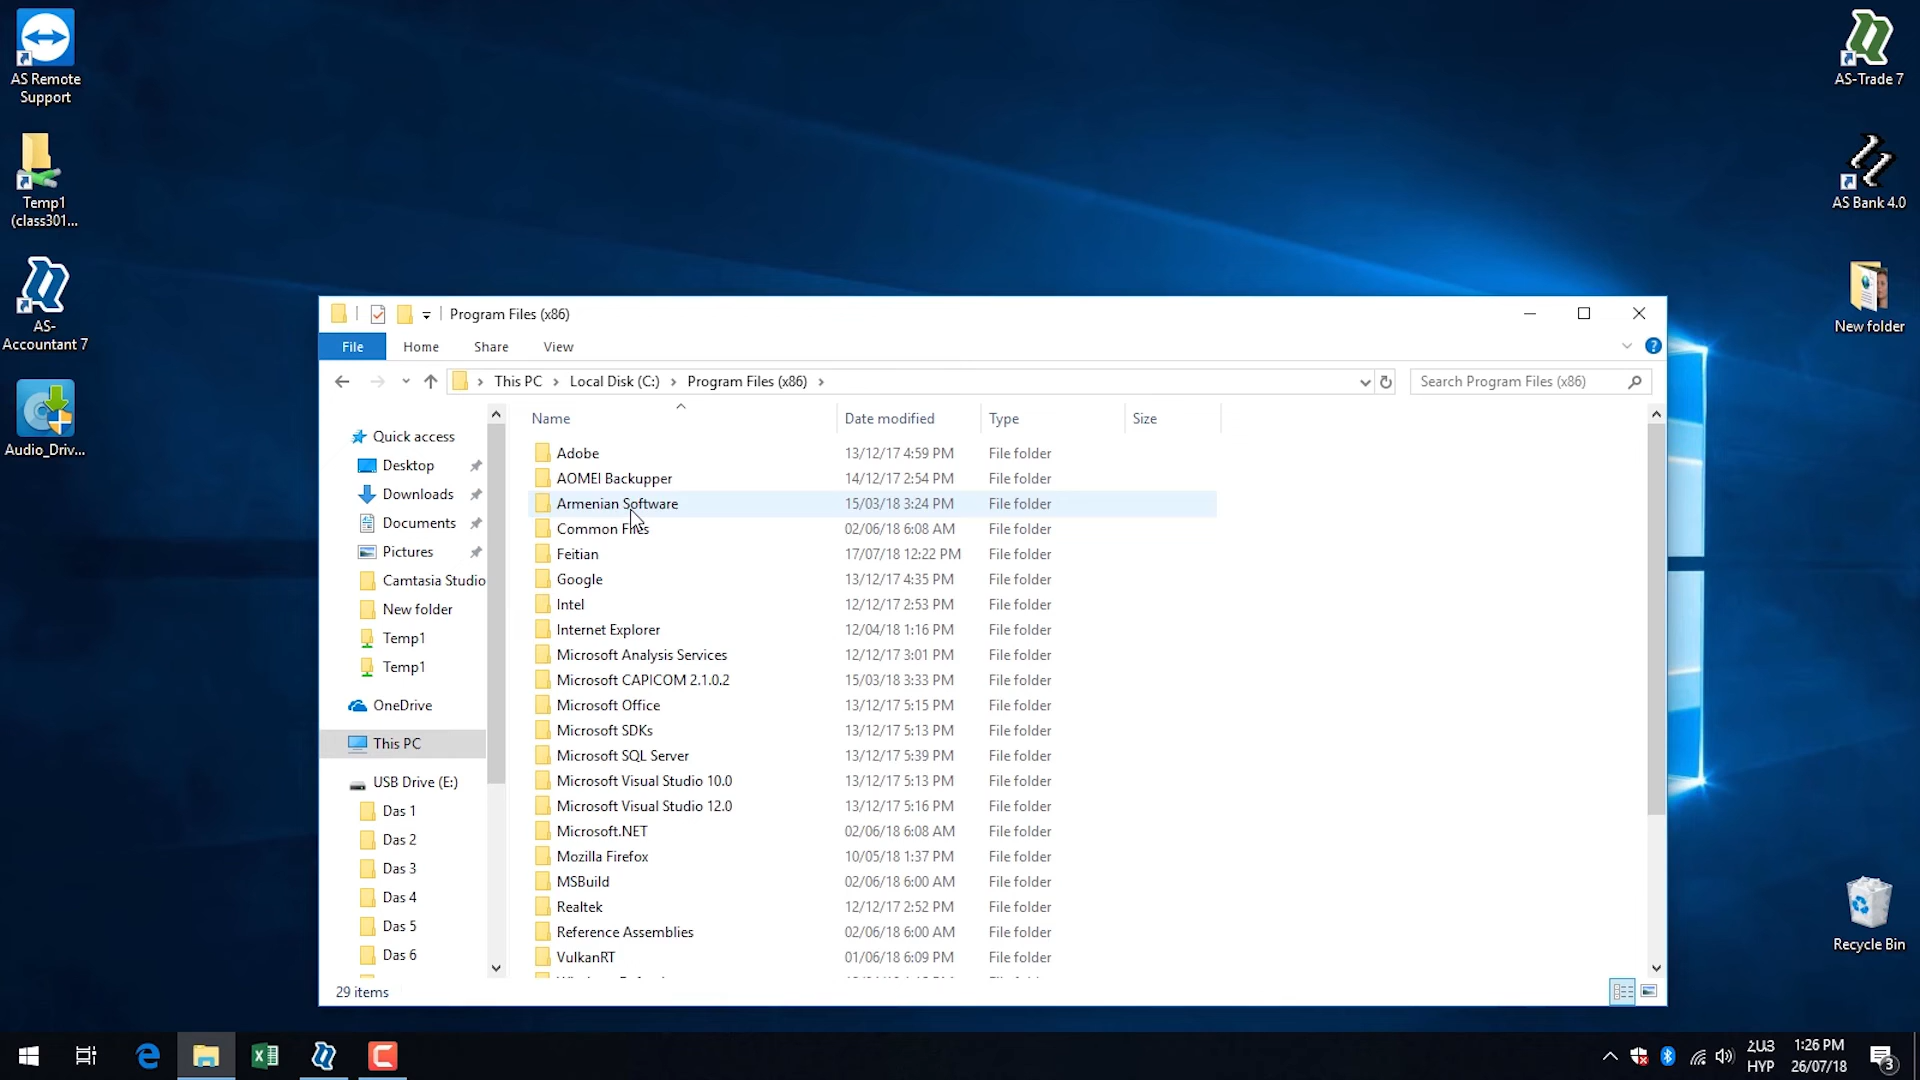 AS Remote
Support
Temp1
(class301...
AS-
Accountant 7
Audio_Driv...
AS-Trade 7
AS Bank 4.0
New folder
Recycle Bin
Program Files (x86)
File Home Share View
This PC Local Disk (C:) Program Files (x86)
Search Program Files (x86)
Quick access
Desktop
Downloads
Documents
Pictures
Camtasia Studio
New folder
Temp1
Temp1
OneDrive
This PC
USB Drive (E:)
Das 1
Das 2
Das 3
Das 4
Das 5
Das 6
Name Date modified Type Size
Adobe 13/12/17 4:59 PM File folder
AOMEI Backupper 14/12/17 2:54 PM File folder
Armenian Software 15/03/18 3:24 PM File folder
Common Files 02/06/18 6:08 AM File folder
Feitian 17/07/18 12:22 PM File folder
Google 13/12/17 4:35 PM File folder
Intel 12/12/17 2:53 PM File folder
Internet Explorer 12/04/18 1:16 PM File folder
Microsoft Analysis Services 12/12/17 3:01 PM File folder
Microsoft CAPICOM 2.1.0.2 15/03/18 3:33 PM File folder
Microsoft Office 13/12/17 5:15 PM File folder
Microsoft SDKs 13/12/17 5:13 PM File folder
Microsoft SQL Server 13/12/17 5:39 PM File folder
Microsoft Visual Studio 10.0 13/12/17 5:13 PM File folder
Microsoft Visual Studio 12.0 13/12/17 5:16 PM File folder
Microsoft.NET 02/06/18 6:08 AM File folder
Mozilla Firefox 10/05/18 1:37 PM File folder
MSBuild 02/06/18 6:00 AM File folder
Realtek 12/12/17 2:52 PM File folder
Reference Assemblies 02/06/18 6:00 AM File folder
VulkanRT 01/06/18 6:09 PM File folder
29 items
ՀԱՅ
HYP
1:26 PM
26/07/18
3